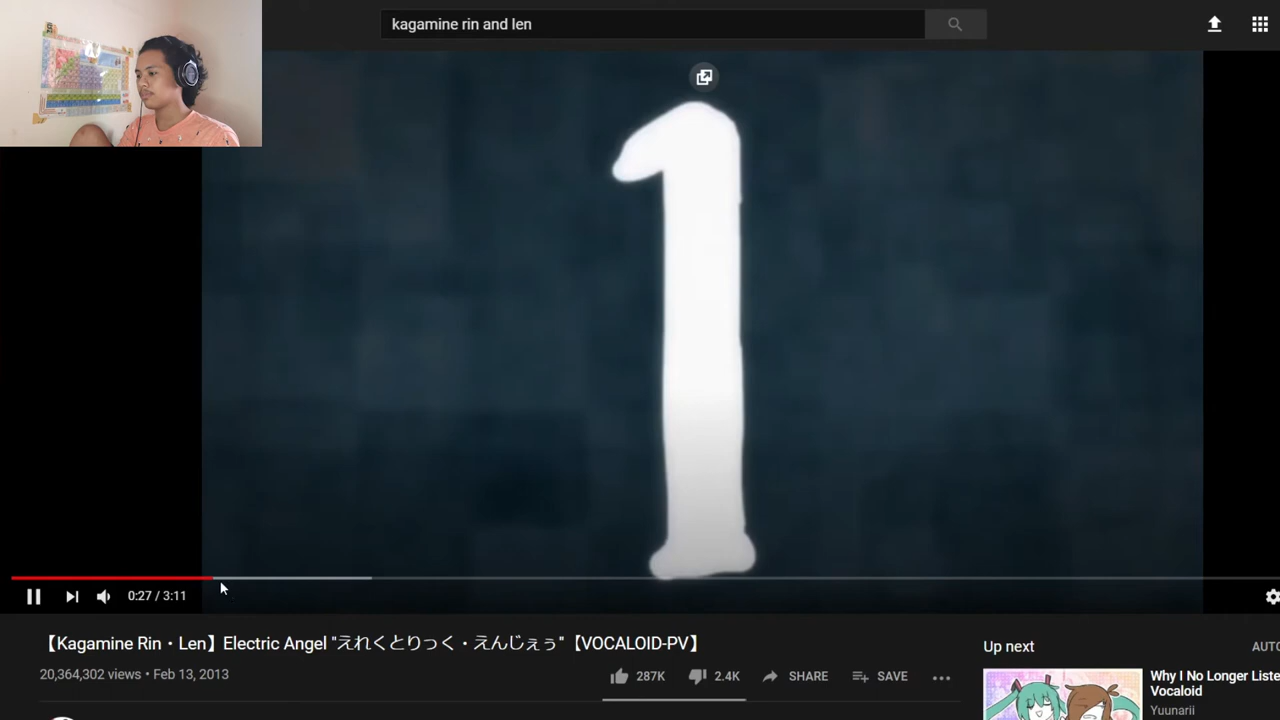 kagamine rin and len
1
0:27 / 3:11
【Kagamine Rin・Len】Electric Angel "えれくとりっく・えんじぇぅ"【VOCALOID-PV】
20,364,302 views • Feb 13, 2013
287K
2.4K
SHARE
SAVE
Up next
AUTO
Why I No Longer Liste
Vocaloid
Yuunarii